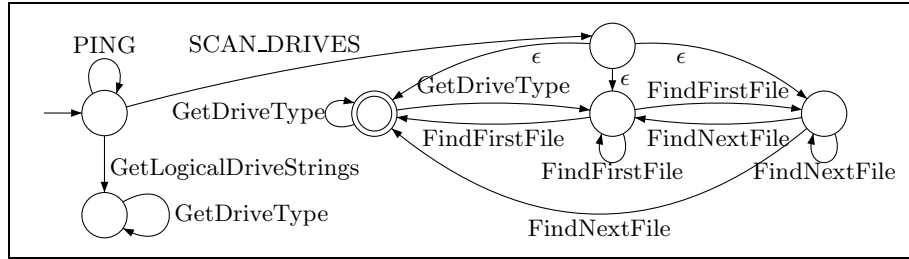 PING
SCAN_DRIVES
ϵ
ϵ
ϵ
GetDriveType
FindFirstFile
GetDriveType
FindFirstFile
FindNextFile
GetLogicalDriveStrings
FindFirstFile
FindNextFile
GetDriveType
FindNextFile